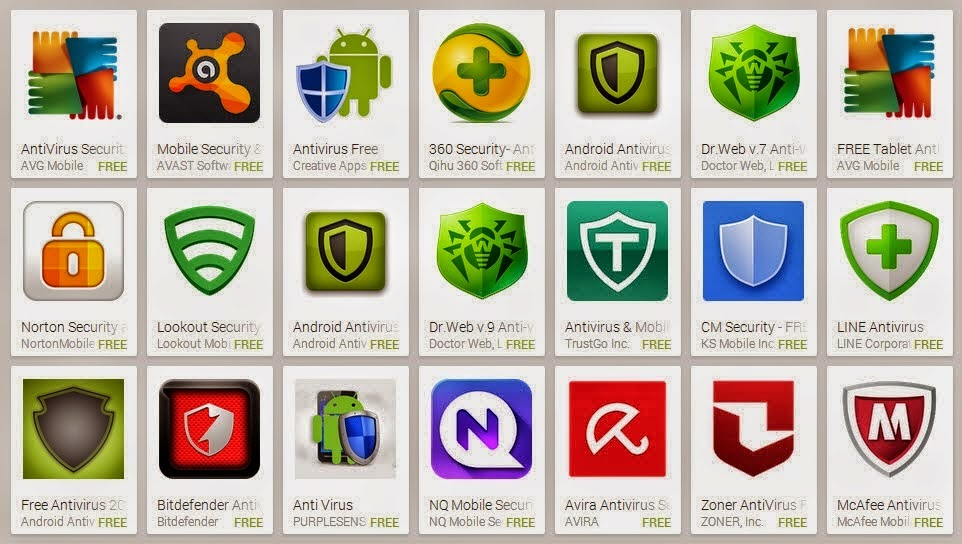 AntiVirus Securit
AVG Mobile FREE
Mobile Security &
AVAST Softw FREE
Antivirus Free
Creative Apps FREE
360 Security- Ant
Qihu 360 Soft FREE
Android Antivirus
Android Antiv FREE
Dr.Web v.7 Anti-v
Doctor Web, L FREE
FREE Tablet Anti
AVG Mobile FREE
Norton Security a
NortonMobile FREE
Lookout Security
Lookout Mob FREE
Android Antivirus
Android Antiv FREE
Dr.Web v.9 Anti-v
Doctor Web, L FREE
T
Antivirus & Mobil
TrustGo Inc. FREE
CM Security - FRE
KS Mobile Inc FREE
LINE Antivirus
LINE Corporat FREE
Free Antivirus 20
Android Antiv FREE
Bitdefender Anti
Bitdefender FREE
Anti Virus
PURPLESENS FREE
N
NQ Mobile Secur
NQ Mobile Se FREE
Avira Antivirus Se
AVIRA FREE
Zoner AntiVirus F
ZONER, Inc. FREE
M
McAfee Antivirus
McAfee Mobil FREE